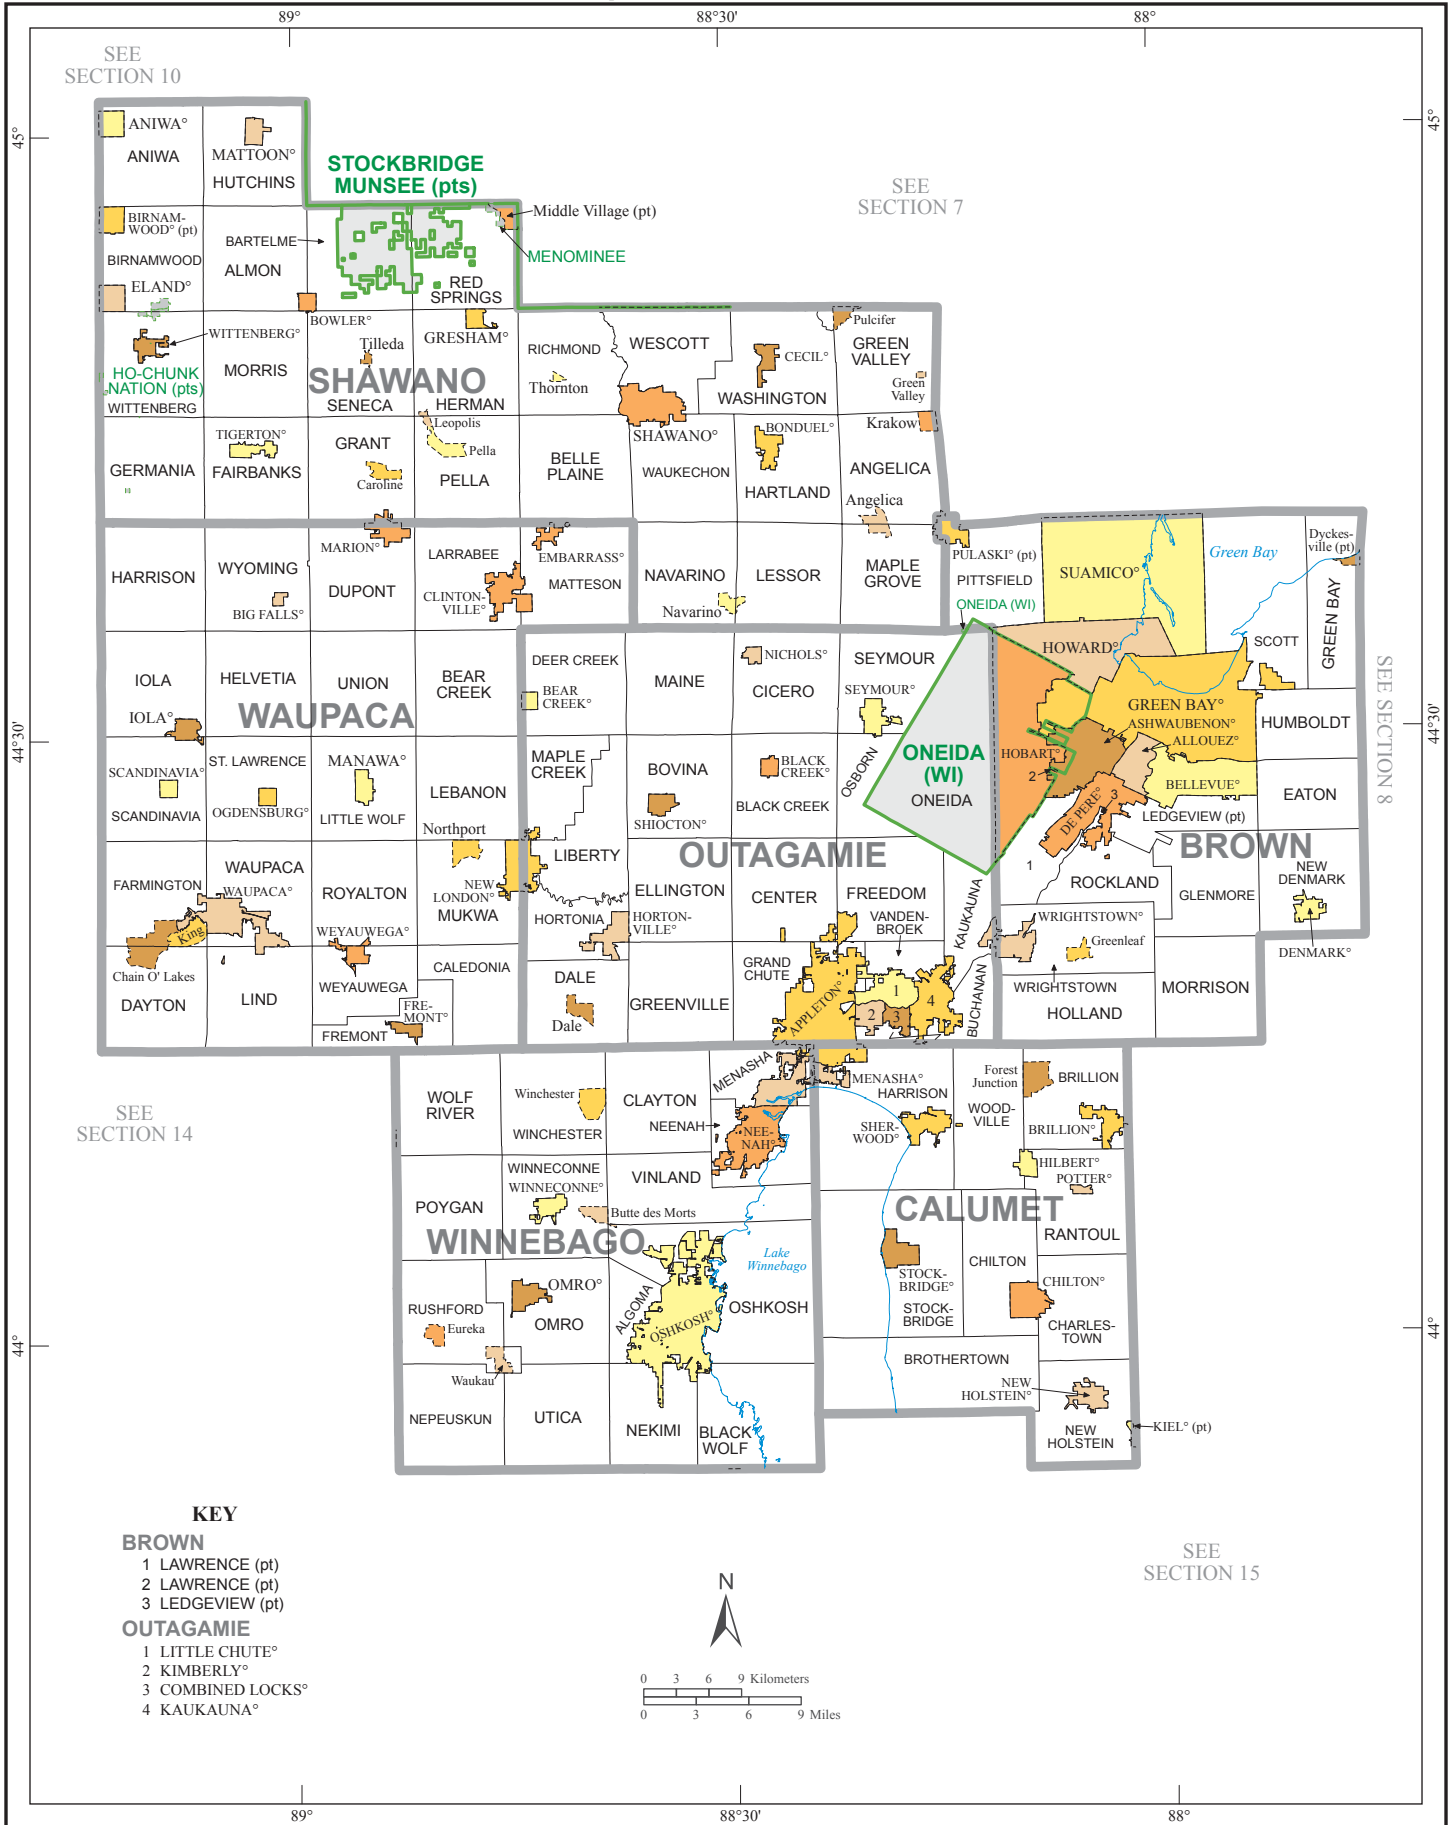 89°
88°30'
88°
SEE
SECTION 10
45°
45°
ANIWA°
ANIWA
MATTOON°
HUTCHINS
STOCKBRIDGE
MUNSEE (pts)
SEE
SECTION 7
BIRNAM-
WOOD° (pt)
BARTELME
Middle Village (pt)
MENOMINEE
BIRNAMWOOD
ALMON
ELAND°
RED
SPRINGS
WITTENBERG°
BOWLER°
Tilleda
GRESHAM°
RICHMOND
WESCOTT
CECIL°
Pulcifer
GREEN
VALLEY
HO-CHUNK
NATION (pts)
MORRIS
SHAWANO
Thornton
Green
Valley
WITTENBERG
SENECA
HERMAN
WASHINGTON
Leopolis
SHAWANO°
BONDUEL°
Krakow
TIGERTON°
GRANT
Pella
BELLE
PLAINE
GERMANIA
FAIRBANKS
Caroline
PELLA
WAUKECHON
HARTLAND
ANGELICA
Angelica
MARION°
LARRABEE
EMBARRASS°
PULASKI° (pt)
Dyckes-
ville (pt)
Green Bay
HARRISON
WYOMING
DUPONT
CLINTON-
VILLE°
MATTESON
NAVARINO
LESSOR
MAPLE
GROVE
PITTSFIELD
SUAMICO°
BIG FALLS°
Navarino
ONEIDA (WI)
GREEN BAY
SCOTT
IOLA
HELVETIA
UNION
BEAR
CREEK
DEER CREEK
MAINE
NICHOLS°
CICERO
SEYMOUR
HOWARD°
SEE SECTION 8
IOLA°
WAUPACA
BEAR
CREEK°
SEYMOUR°
GREEN BAY°
ASHWAUBENON°
ALLOUEZ°
HUMBOLDT
44°30'
44°30'
SCANDINAVIA°
ST. LAWRENCE
MANAWA°
MAPLE
CREEK
BOVINA
BLACK
CREEK°
OSBORN
ONEIDA
(WI)
ONEIDA
HOBART°
2
BELLEVUE°
EATON
SCANDINAVIA
OGDENSBURG°
LITTLE WOLF
LEBANON
SHIOCTON°
BLACK CREEK
DE PERE°
3
LEDGEVIEW (pt)
Northport
LIBERTY
OUTAGAMIE
1
BROWN
WAUPACA
FARMINGTON
WAUPACA°
ROYALTON
NEW
LONDON°
MUKWA
ELLINGTON
CENTER
FREEDOM
KAUKAUNA
ROCKLAND
GLENMORE
NEW
DENMARK
King
WEYAUWEGA°
HORTONIA
HORTON-
VILLE°
VANDEN-
BROEK
WRIGHTSTOWN°
Greenleaf
DENMARK°
Chain O' Lakes
CALEDONIA
GRAND
CHUTE
DAYTON
LIND
WEYAUWEGA
DALE
GREENVILLE
APPLETON°
1
2
3
4
BUCHANAN
WRIGHTSTOWN
HOLLAND
MORRISON
FRE-
MONT°
FREMONT
Dale
MENASHA
MENASHA°
HARRISON
Forest
Junction
BRILLION
WOLF
RIVER
Winchester
CLAYTON
NEENAH
NEE-
NAH°
SHER-
WOOD°
WOOD-
VILLE
BRILLION°
SEE
SECTION 14
WINCHESTER
WINNECONNE
WINNECONNE°
VINLAND
HILBERT°
POTTER°
POYGAN
Butte des Morts
CALUMET
WINNEBAGO
RANTOUL
Lake
Winnebago
CHILTON
OMRO°
STOCK-
BRIDGE°
CHILTON°
RUSHFORD
Eureka
OMRO
ALGOMA
OSHKOSH°
OSHKOSH
STOCK-
BRIDGE
CHARLES-
TOWN
44°
44°
BROTHERTOWN
Waukau
NEW
HOLSTEIN°
NEPEUSKUN
UTICA
NEKIMI
BLACK
WOLF
NEW
HOLSTEIN
KIEL° (pt)
KEY
BROWN
1 LAWRENCE (pt)
2 LAWRENCE (pt)
3 LEDGEVIEW (pt)
OUTAGAMIE
1 LITTLE CHUTE°
2 KIMBERLY°
3 COMBINED LOCKS°
4 KAUKAUNA°
SEE
SECTION 15
N
0 3 6 9 Kilometers
0 3 6 9 Miles
89°
88°30'
88°